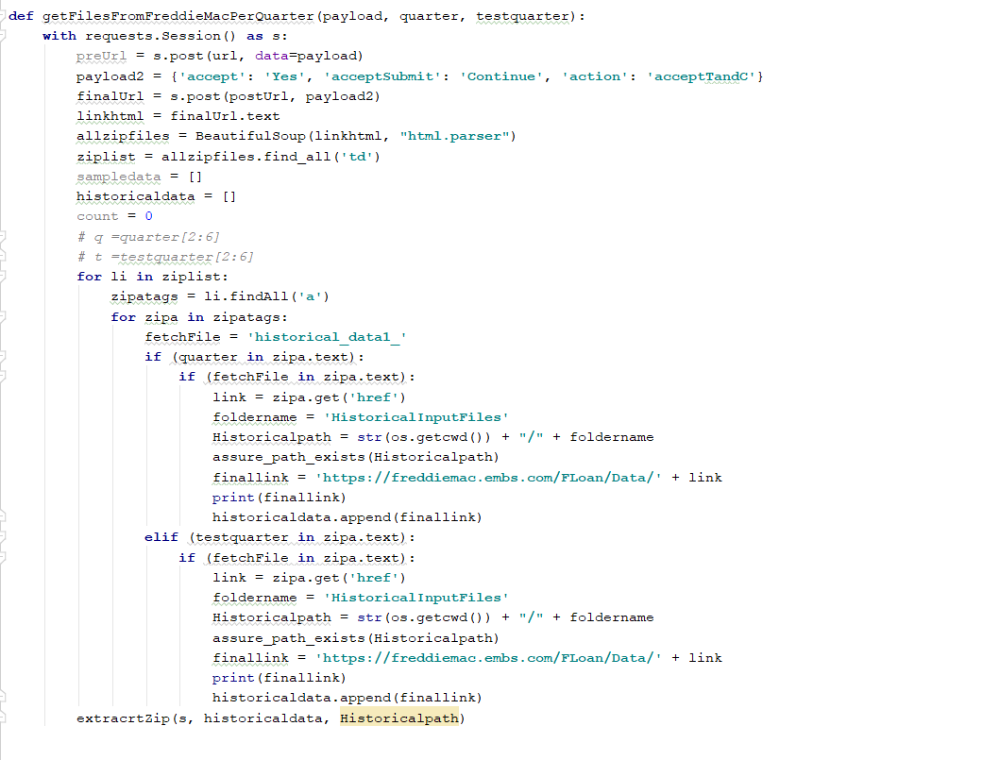 def getFilesFromFreddieMacPerQuarter(payload, quarter, testquarter):
    with requests.Session() as s:
        preUrl = s.post(url, data=payload)
        payload2 = {'accept': 'Yes', 'acceptSubmit': 'Continue', 'action': 'acceptTandC'}
        finalUrl = s.post(postUrl, payload2)
        linkhtml = finalUrl.text
        allzipfiles = BeautifulSoup(linkhtml, "html.parser")
        ziplist = allzipfiles.find_all('td')
        sampledata = []
        historicaldata = []
        count = 0
        # q =quarter[2:6]
        # t =testquarter[2:6]
        for li in ziplist:
            zipatags = li.findAll('a')
            for zipa in zipatags:
                fetchFile = 'historical_data1_'
                if (quarter in zipa.text):
                    if (fetchFile in zipa.text):
                        link = zipa.get('href')
                        foldername = 'HistoricalInputFiles'
                        Historicalpath = str(os.getcwd()) + "/" + foldername
                        assure_path_exists(Historicalpath)
                        finallink = 'https://freddiemac.embs.com/FLoan/Data/' + link
                        print(finallink)
                        historicaldata.append(finallink)
                elif (testquarter in zipa.text):
                    if (fetchFile in zipa.text):
                        link = zipa.get('href')
                        foldername = 'HistoricalInputFiles'
                        Historicalpath = str(os.getcwd()) + "/" + foldername
                        assure_path_exists(Historicalpath)
                        finallink = 'https://freddiemac.embs.com/FLoan/Data/' + link
                        print(finallink)
                        historicaldata.append(finallink)
        extracrtZip(s, historicaldata, Historicalpath)